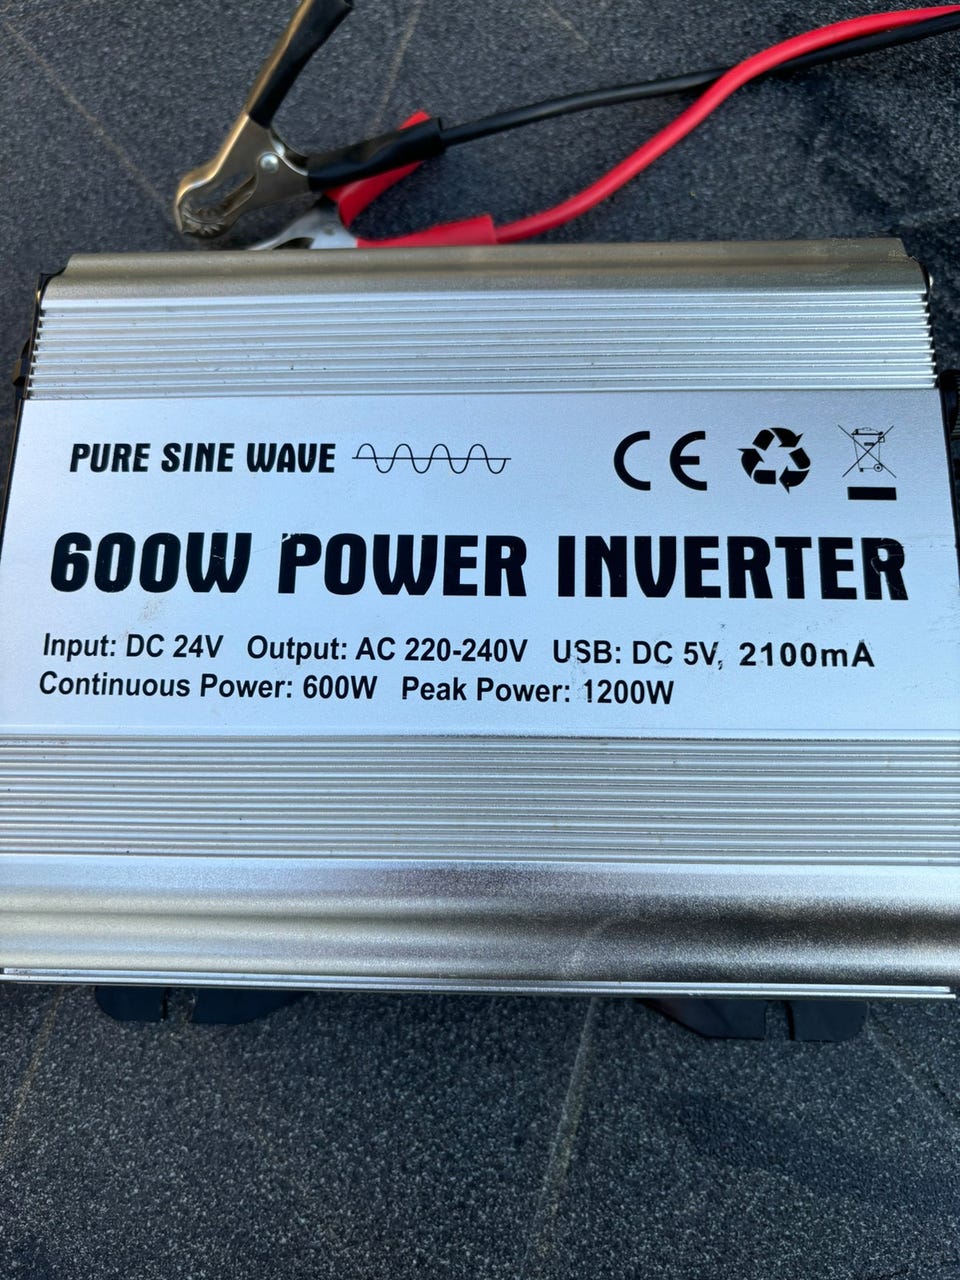 PURE SINE WAVE CE
600W POWER INVERTER
Input: DC 24V Output: AC 220-240V USB: DC 5V, 2100mA
Continuous Power: 600W Peak Power: 1200W